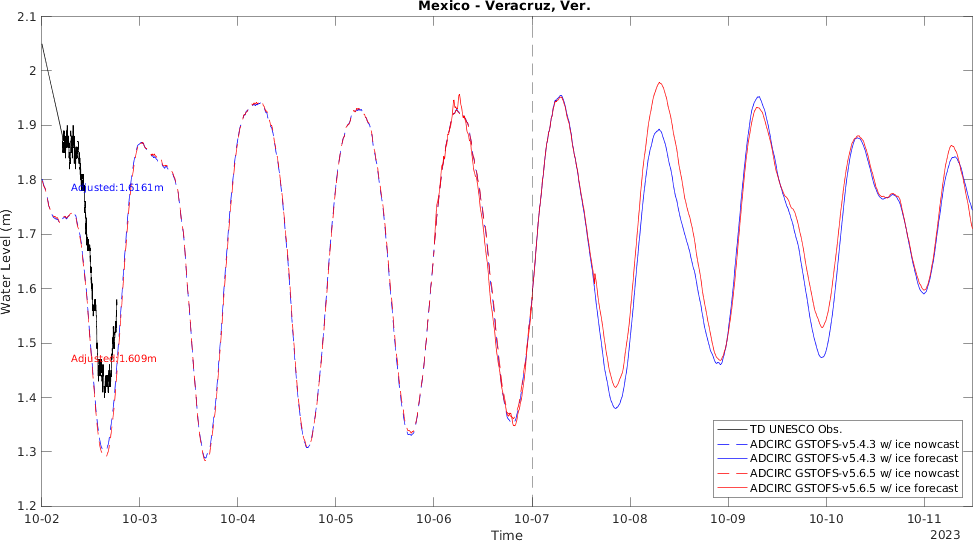 Mexico - Veracruz, Ver.
2.1
2
1.9
1.8
1.7
1.6
1.5
1.4
1.3
1.2
Water Level (m)
Adjusted:1.6161m
Adjusted:1.609m
TD UNESCO Obs.
ADCIRC GSTOFS-v5.4.3 w/ ice nowcast
ADCIRC GSTOFS-v5.4.3 w/ ice forecast
ADCIRC GSTOFS-v5.6.5 w/ ice nowcast
ADCIRC GSTOFS-v5.6.5 w/ ice forecast
10-02 10-03 10-04 10-05 10-06 10-07 10-08 10-09 10-10 10-11
Time
2023